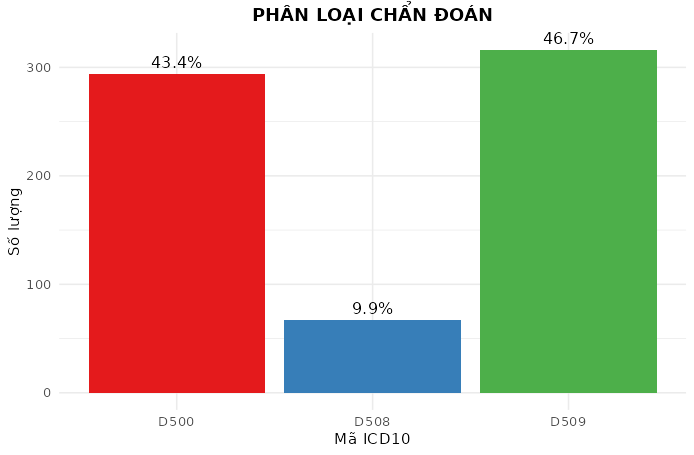 PHÂN LOẠI CHẨN ĐOÁN
46.7%
43.4%
9.9%
300
200
100
0
Số lượng
D500
D508
D509
Mã ICD10